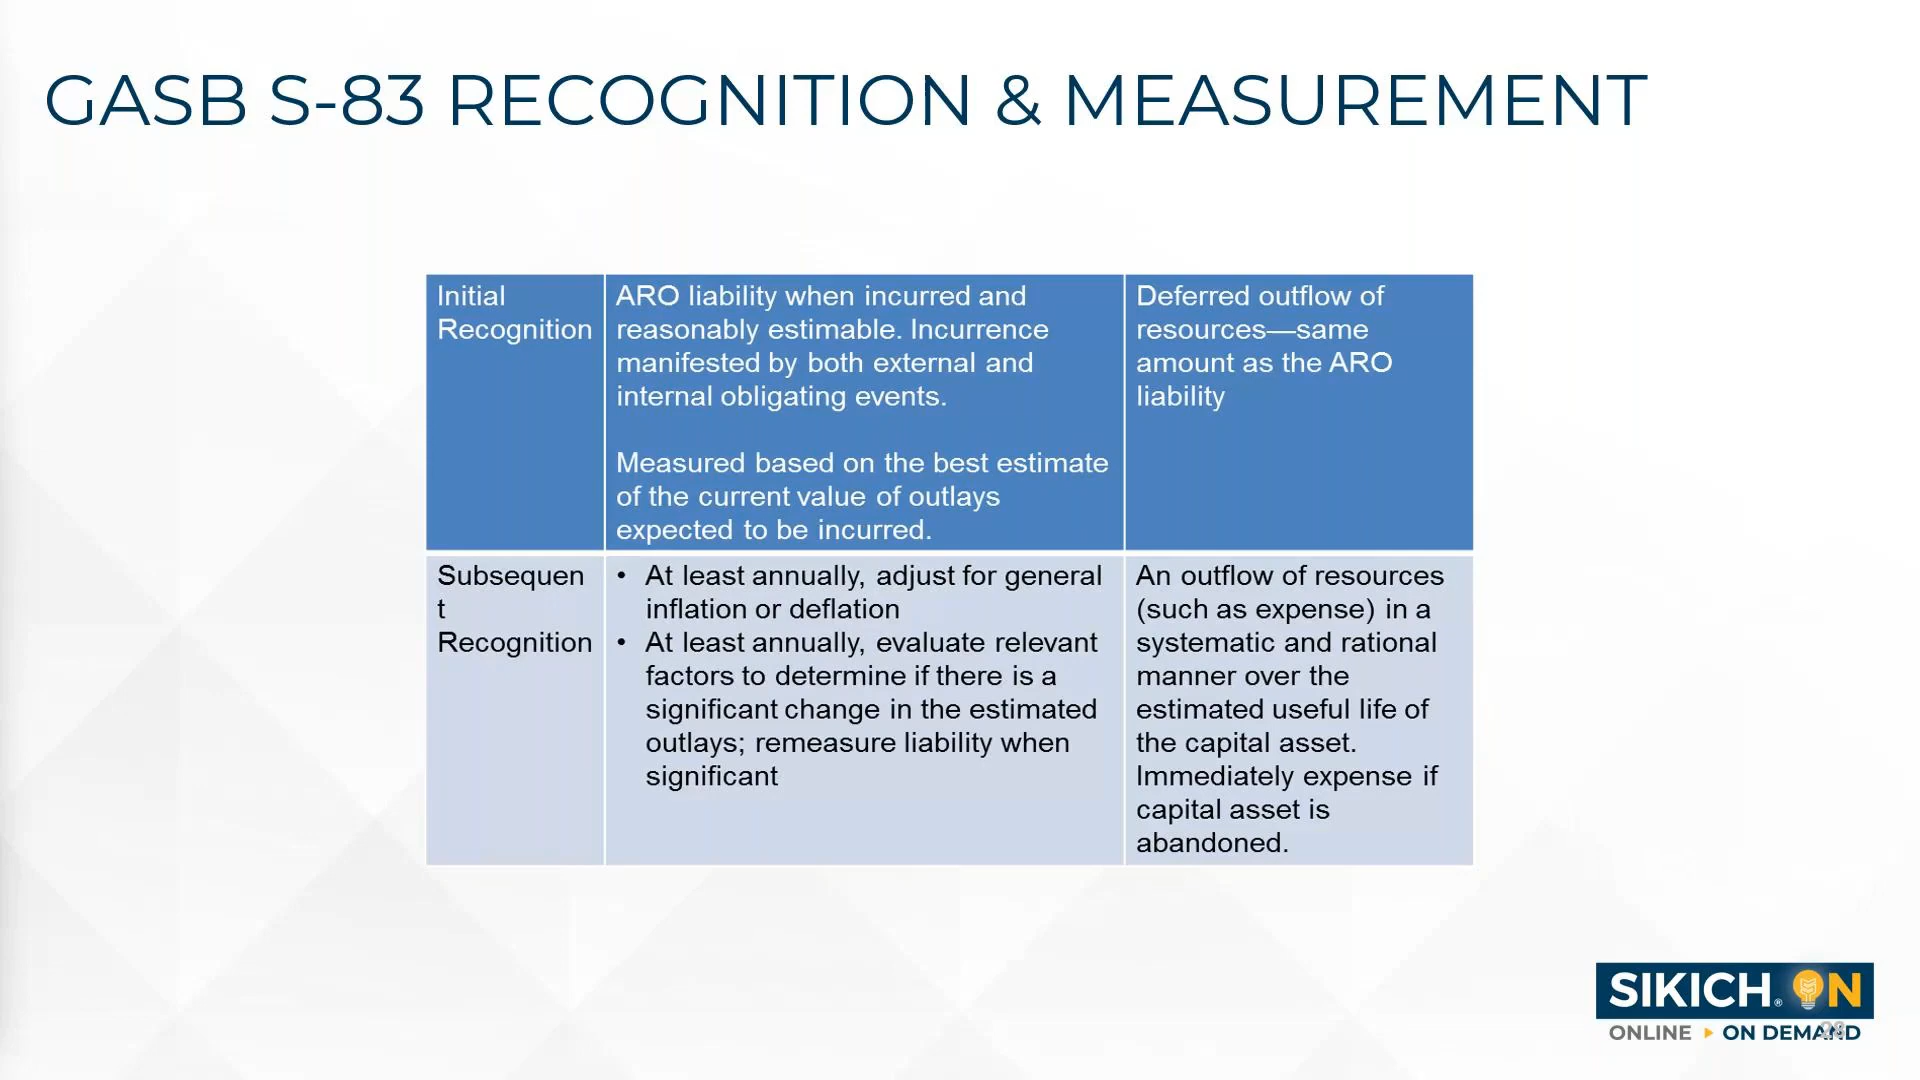 GASB S-83 RECOGNITION & MEASUREMENT
Initial
Recognition
ARO liability when incurred and
reasonably estimable. Incurrence
manifested by both external and
internal obligating events.
Measured based on the best estimate
of the current value of outlays
expected to be incurred.
Deferred outflow of
resources—same
amount as the ARO
liability
Subsequen
t
Recognition
• At least annually, adjust for general
inflation or deflation
• At least annually, evaluate relevant
factors to determine if there is a
significant change in the estimated
outlays; remeasure liability when
significant
An outflow of resources
(such as expense) in a
systematic and rational
manner over the
estimated useful life of
the capital asset.
Immediately expense if
capital asset is
abandoned.
SIKICH® ON
ONLINE ▸ ON DEMAND